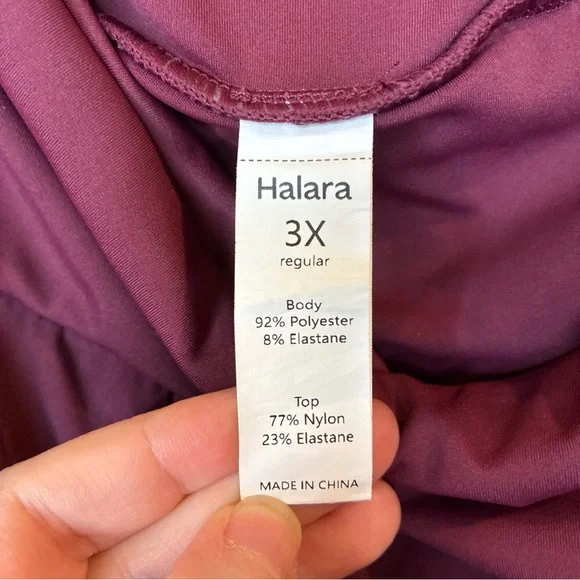 Halara
3X
regular
Body
92% Polyester
8% Elastane
Top
77% Nylon
23% Elastane
MADE IN CHINA